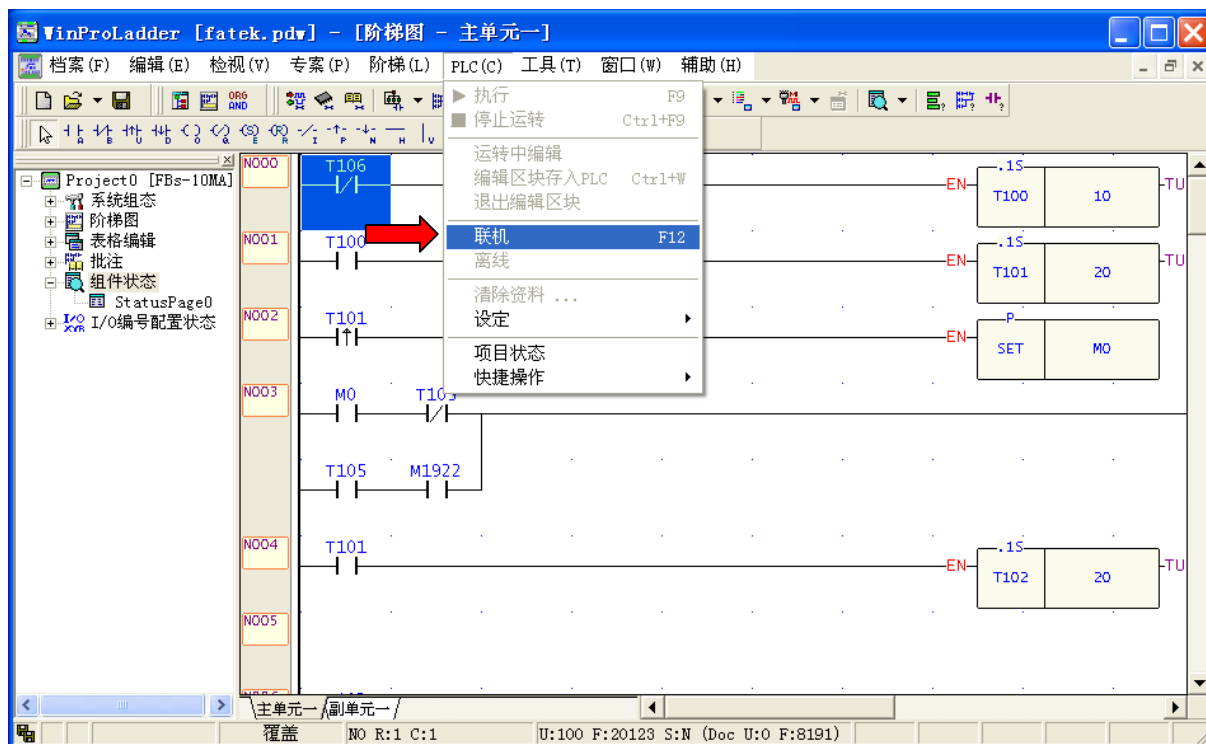 WinProLadder [fatek.pdw] - [阶梯图 - 主单元一]
档案(F) 编辑(E) 检视(V) 专案(P) 阶梯(L) PLC(C) 工具(T) 窗口(W) 辅助(H)
ORG
AND
执行 F9
停止运转 Ctrl+F9
运转中编辑
编辑区块存入PLC Ctrl+W
退出编辑区块
联机 F12
离线
清除资料 ...
设定
项目状态
快捷操作
A B U D O Q E R I P N H V
Project0 [FBs-10MA]
系统组态
阶梯图
表格编辑
批注
组件状态
StatusPage0
I/O编号配置状态
N000 T106 EN .1S T100 10 TU
N001 T100 EN .1S T101 20 TU
N002 T101 EN P SET M0
N003 M0 T103
T105 M1922
N004 T101 EN .1S T102 20 TU
N005
主单元一 副单元一
覆盖 N0 R:1 C:1 U:100 F:20123 S:N (Doc U:0 F:8191)